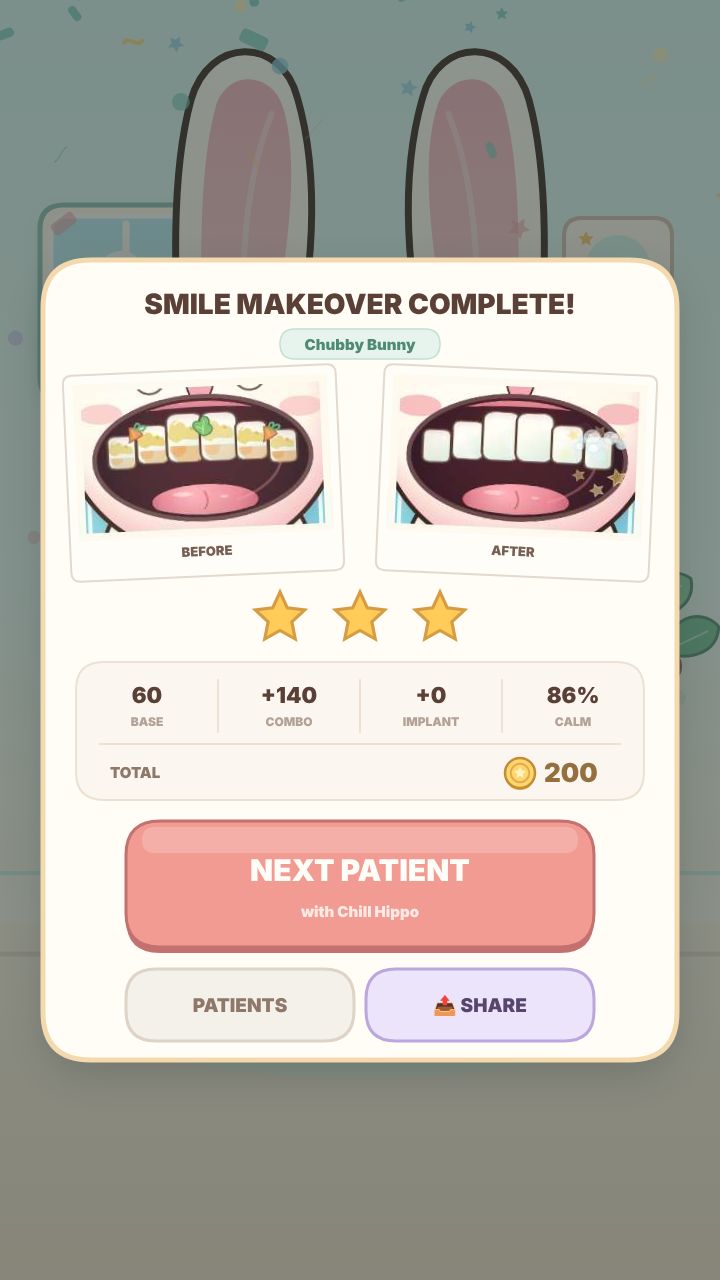 SMILE MAKEOVER COMPLETE!
Chubby Bunny
BEFORE
AFTER
60
+140
+0
86%
BASE
COMBO
IMPLANT
CALM
TOTAL
200
NEXT PATIENT
with Chill Hippo
PATIENTS
SHARE